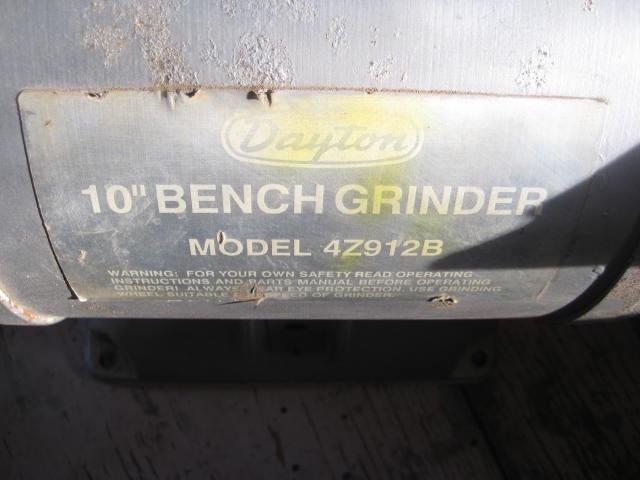 Dayton
10" BENCH GRINDER
MODEL 4Z912B
WARNING: FOR YOUR OWN SAFETY READ OPERATING
INSTRUCTIONS AND PARTS MANUAL BEFORE OPERATING
GRINDER! ALWAYS EYE PROTECTION. USE GRINDING
WHEEL SUITABLE SPEED OF GRINDER.